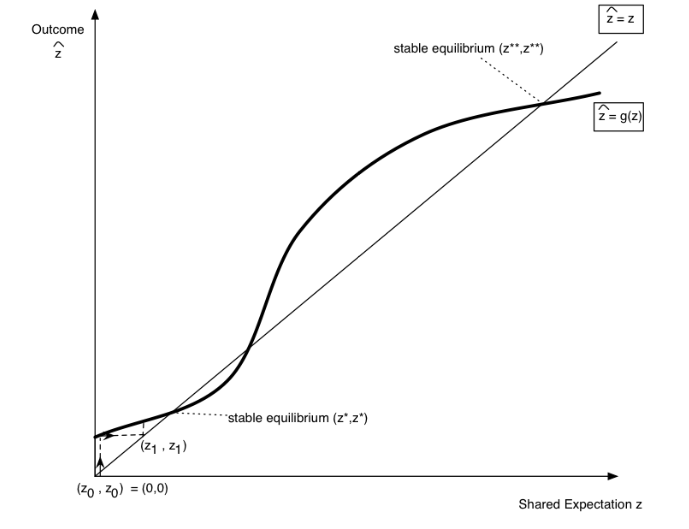 Outcome
ẑ
ẑ = z
stable equilibrium (z**,z**)
ẑ = g(z)
stable equilibrium (z*,z*)
(z₁ , z₁)
(z₀ , z₀) = (0,0)
Shared Expectation z